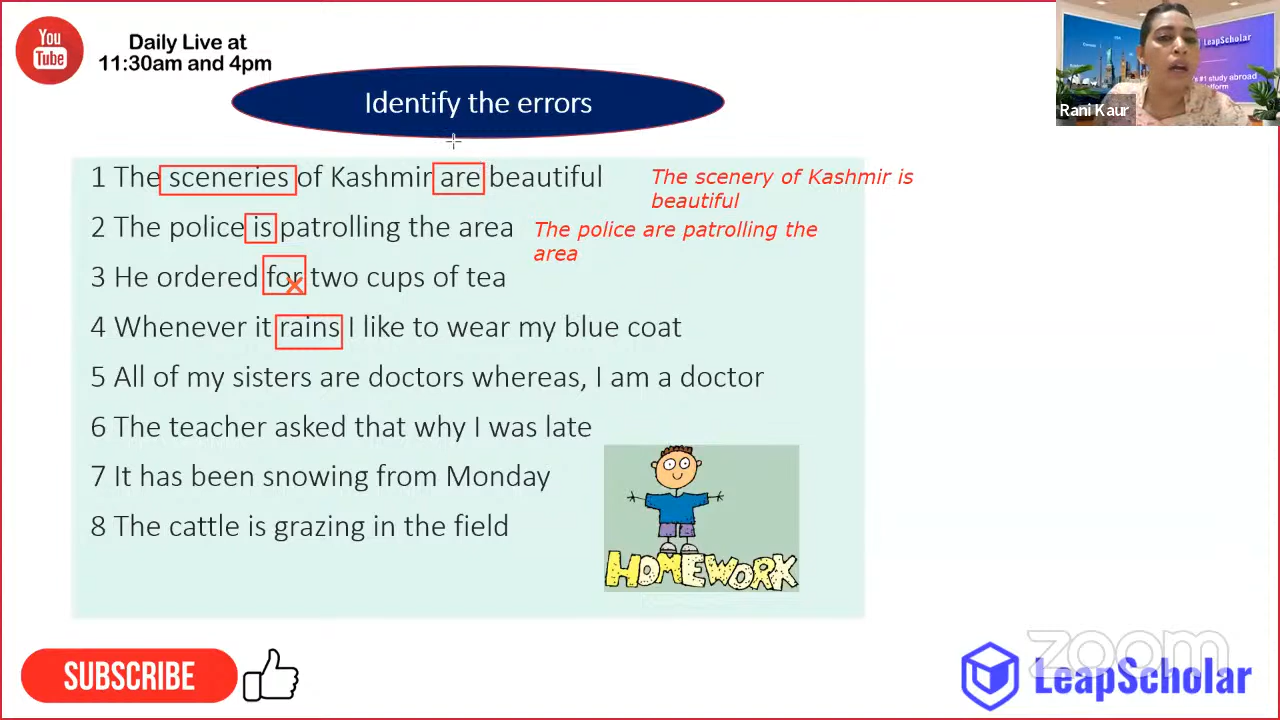 You
Tube
Daily Live at
11:30am and 4pm
Identify the errors
LeapScholar
#1 study abroad
Rani Kaur
1 The sceneries of Kashmir are beautiful
The scenery of Kashmir is
beautiful
2 The police is patrolling the area
The police are patrolling the
area
3 He ordered for two cups of tea
4 Whenever it rains I like to wear my blue coat
5 All of my sisters are doctors whereas, I am a doctor
6 The teacher asked that why I was late
7 It has been snowing from Monday
8 The cattle is grazing in the field
HOMEWORK
SUBSCRIBE
zoom
LeapScholar